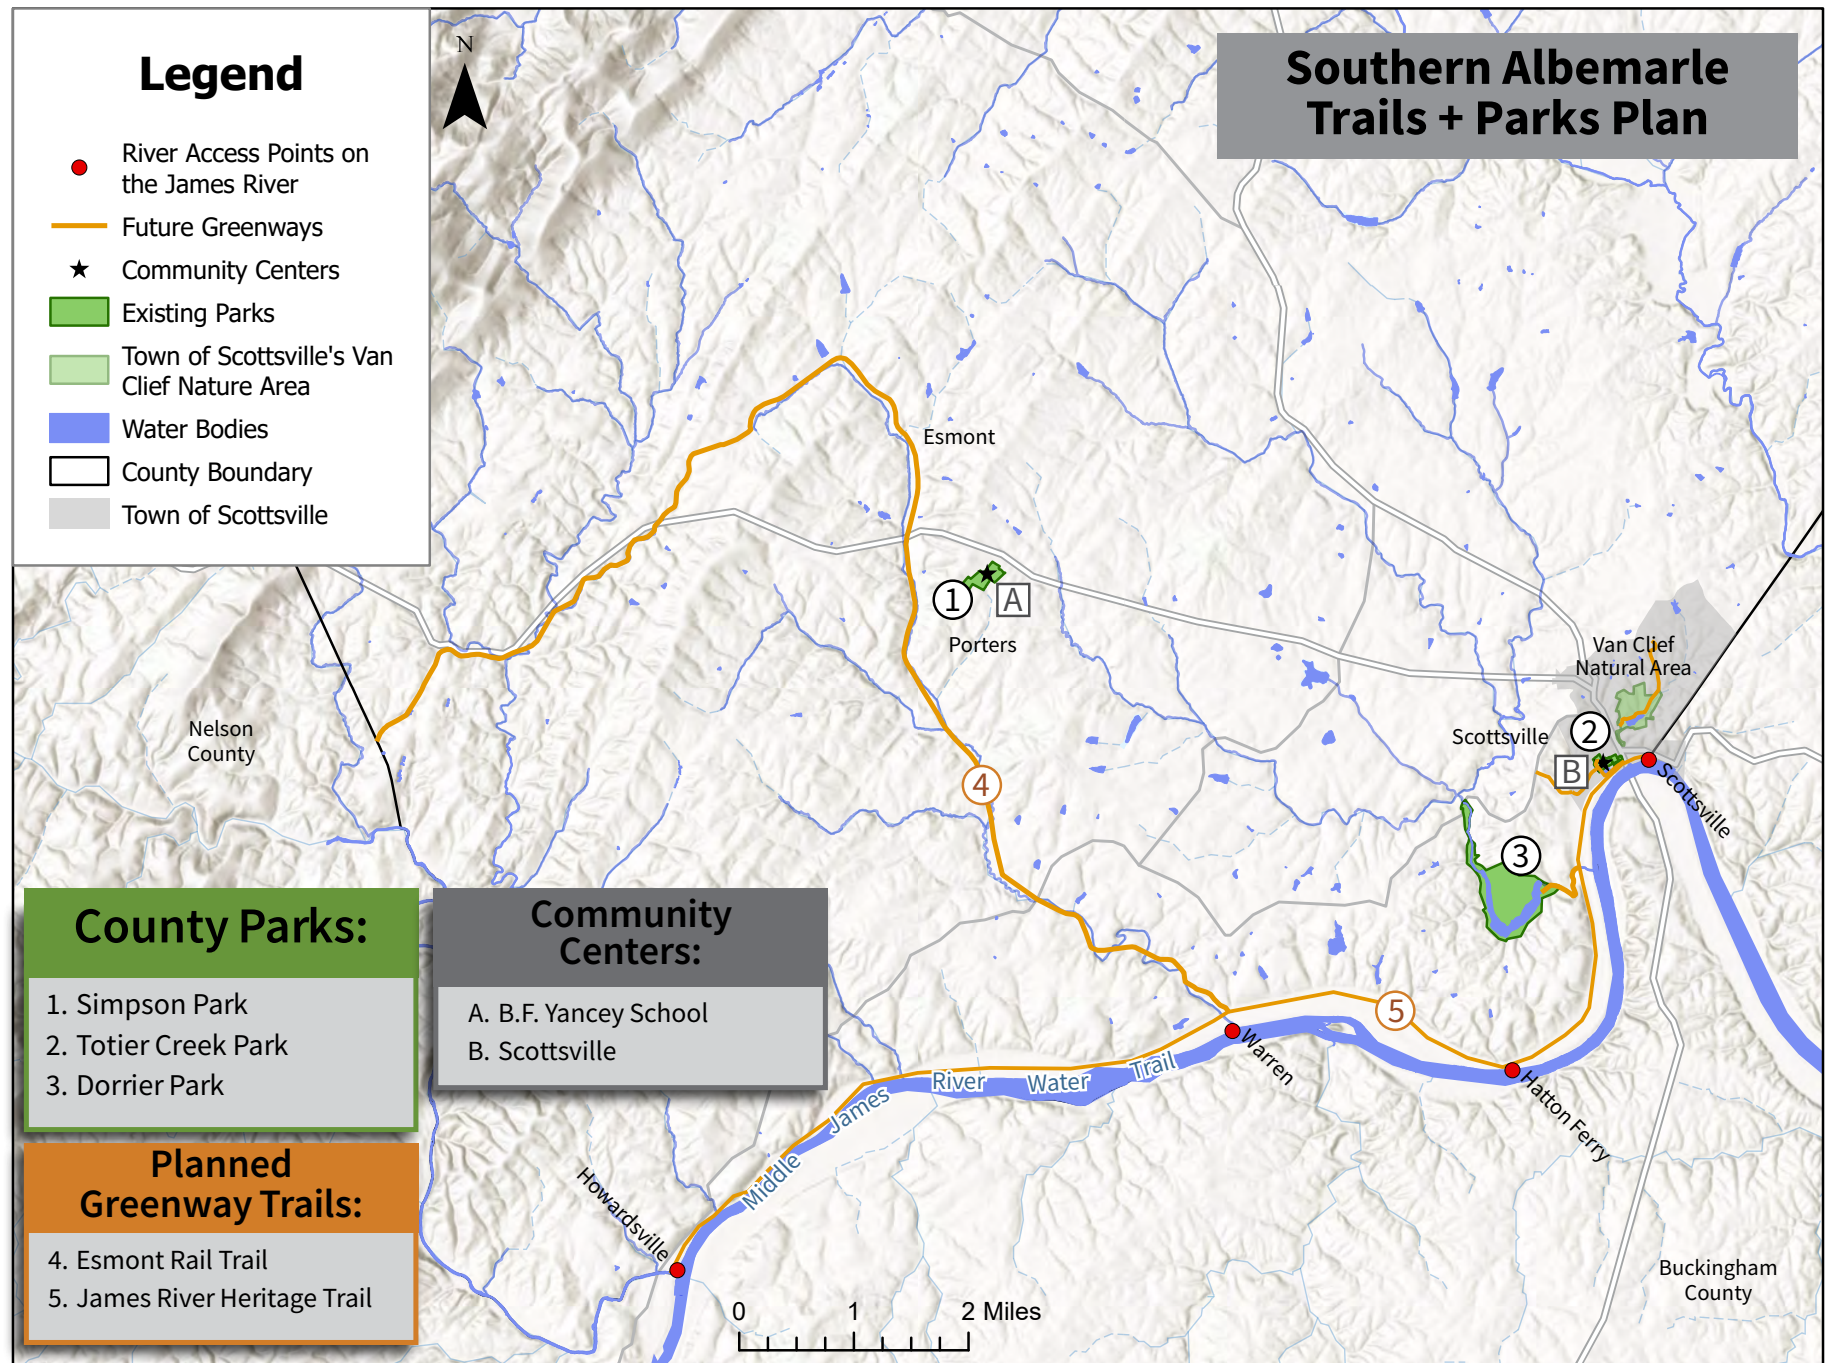 Legend
River Access Points on
the James River
Future Greenways
Community Centers
Existing Parks
Town of Scottsville's Van
Clief Nature Area
Water Bodies
County Boundary
Town of Scottsville
N
Southern Albemarle
Trails + Parks Plan
Esmont
1
A
Porters
Van Clief
Natural Area
Nelson
County
Scottsville
2
B
Scottsville
4
3
5
Warren
Hatton Ferry
Middle James River Water Trail
Howardsville
Buckingham
County
County Parks:
1. Simpson Park
2. Totier Creek Park
3. Dorrier Park
Community
Centers:
A. B.F. Yancey School
B. Scottsville
Planned
Greenway Trails:
4. Esmont Rail Trail
5. James River Heritage Trail
0 1 2 Miles